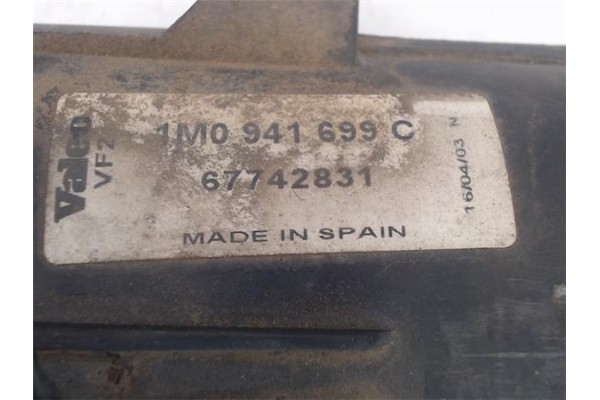 Valeo
VF2
1M0 941 699 C
67742831
MADE IN SPAIN
16/04/03 N